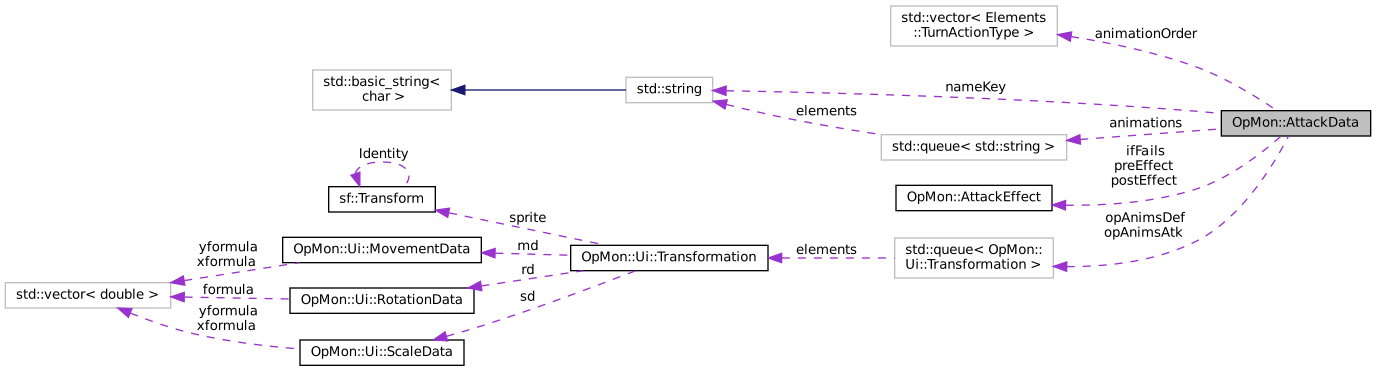 std::vector< Elements
::TurnActionType >
animationOrder
std::basic_string<
char >
std::string
nameKey
elements
animations
OpMon::AttackData
std::queue< std::string >
ifFails
preEffect
postEffect
Identity
sf::Transform
OpMon::AttackEffect
sprite
opAnimsDef
opAnimsAtk
yformula
xformula
OpMon::Ui::MovementData
md
OpMon::Ui::Transformation
elements
std::queue< OpMon::
Ui::Transformation >
rd
std::vector< double >
formula
OpMon::Ui::RotationData
sd
yformula
xformula
OpMon::Ui::ScaleData